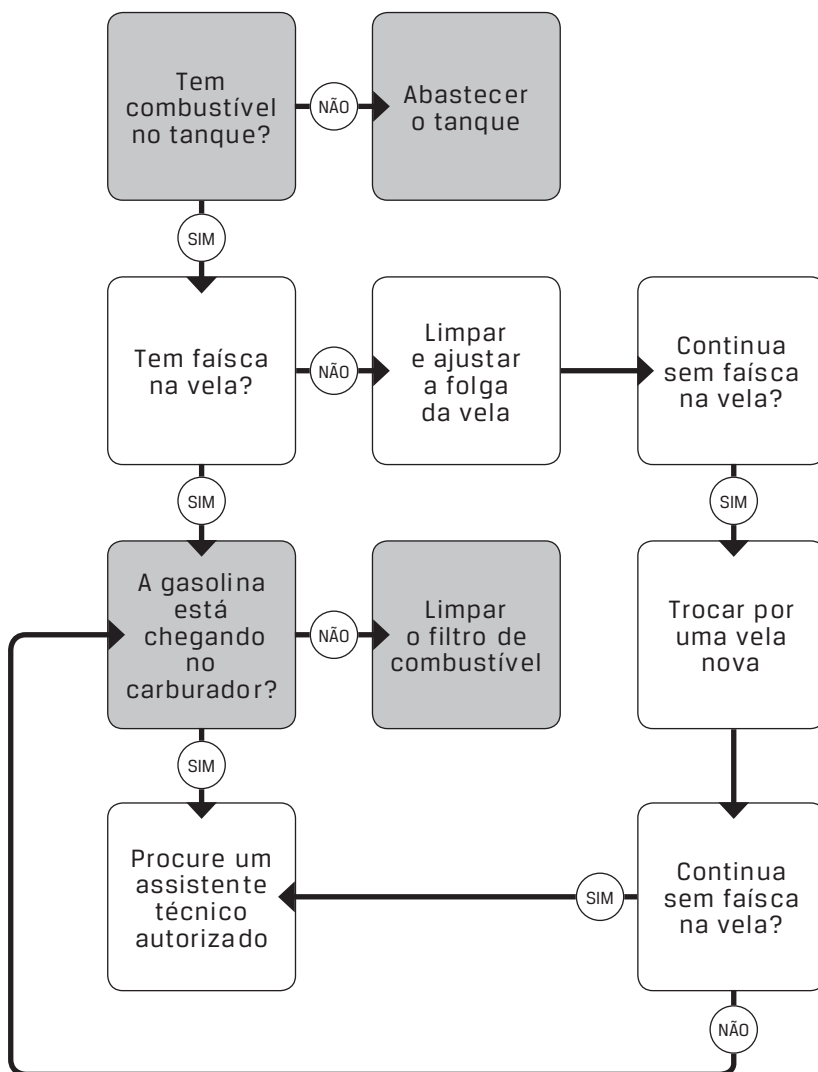 Tem
combustível
no tanque?
NÃO
Abastecer
o tanque
SIM
Tem faísca
na vela?
NÃO
Limpar
e ajustar
a folga
da vela
Continua
sem faísca
na vela?
SIM
SIM
A gasolina
está
chegando
no
carburador?
NÃO
Limpar
o filtro de
combustível
Trocar por
uma vela
nova
SIM
Procure um
assistente
técnico
autorizado
SIM
Continua
sem faísca
na vela?
NÃO